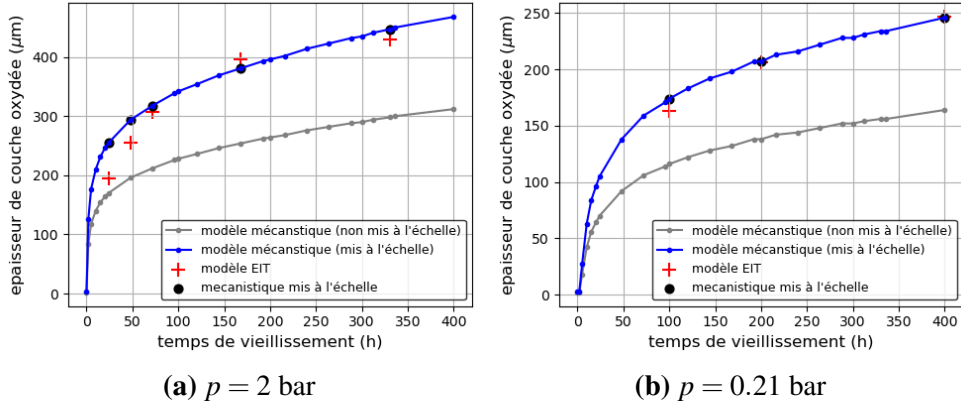 epaisseur de couche oxydée (µm)
400
300
200
100
0
modèle mécanstique (non mis à l'échelle)
modèle mécanstique (mis à l'échelle)
modèle EIT
mecanistique mis à l'échelle
0 50 100 150 200 250 300 350 400
temps de vieillissement (h)
(a) p = 2 bar
epaisseur de couche oxydée (µm)
250
200
150
100
50
0
modèle mécanstique (non mis à l'échelle)
modèle mécanstique (mis à l'échelle)
modèle EIT
mecanistique mis à l'échelle
0 50 100 150 200 250 300 350 400
temps de vieillissement (h)
(b) p = 0.21 bar